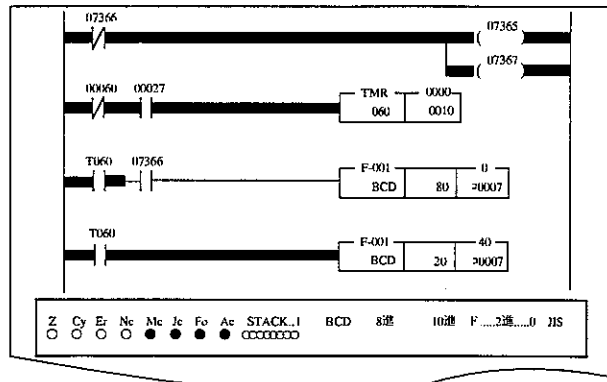 07366
07365
07367
00060 00027
TMR 0000
060 0010
T060 07366
F-001 0
BCD 80 ᴲ0007
T060
F-001 40
BCD 20 ᴲ0007
Z Cy Er Nc Mc Jc Fo Ac STACK..1 BCD 8進 10進 F.....2進.....0 JIS